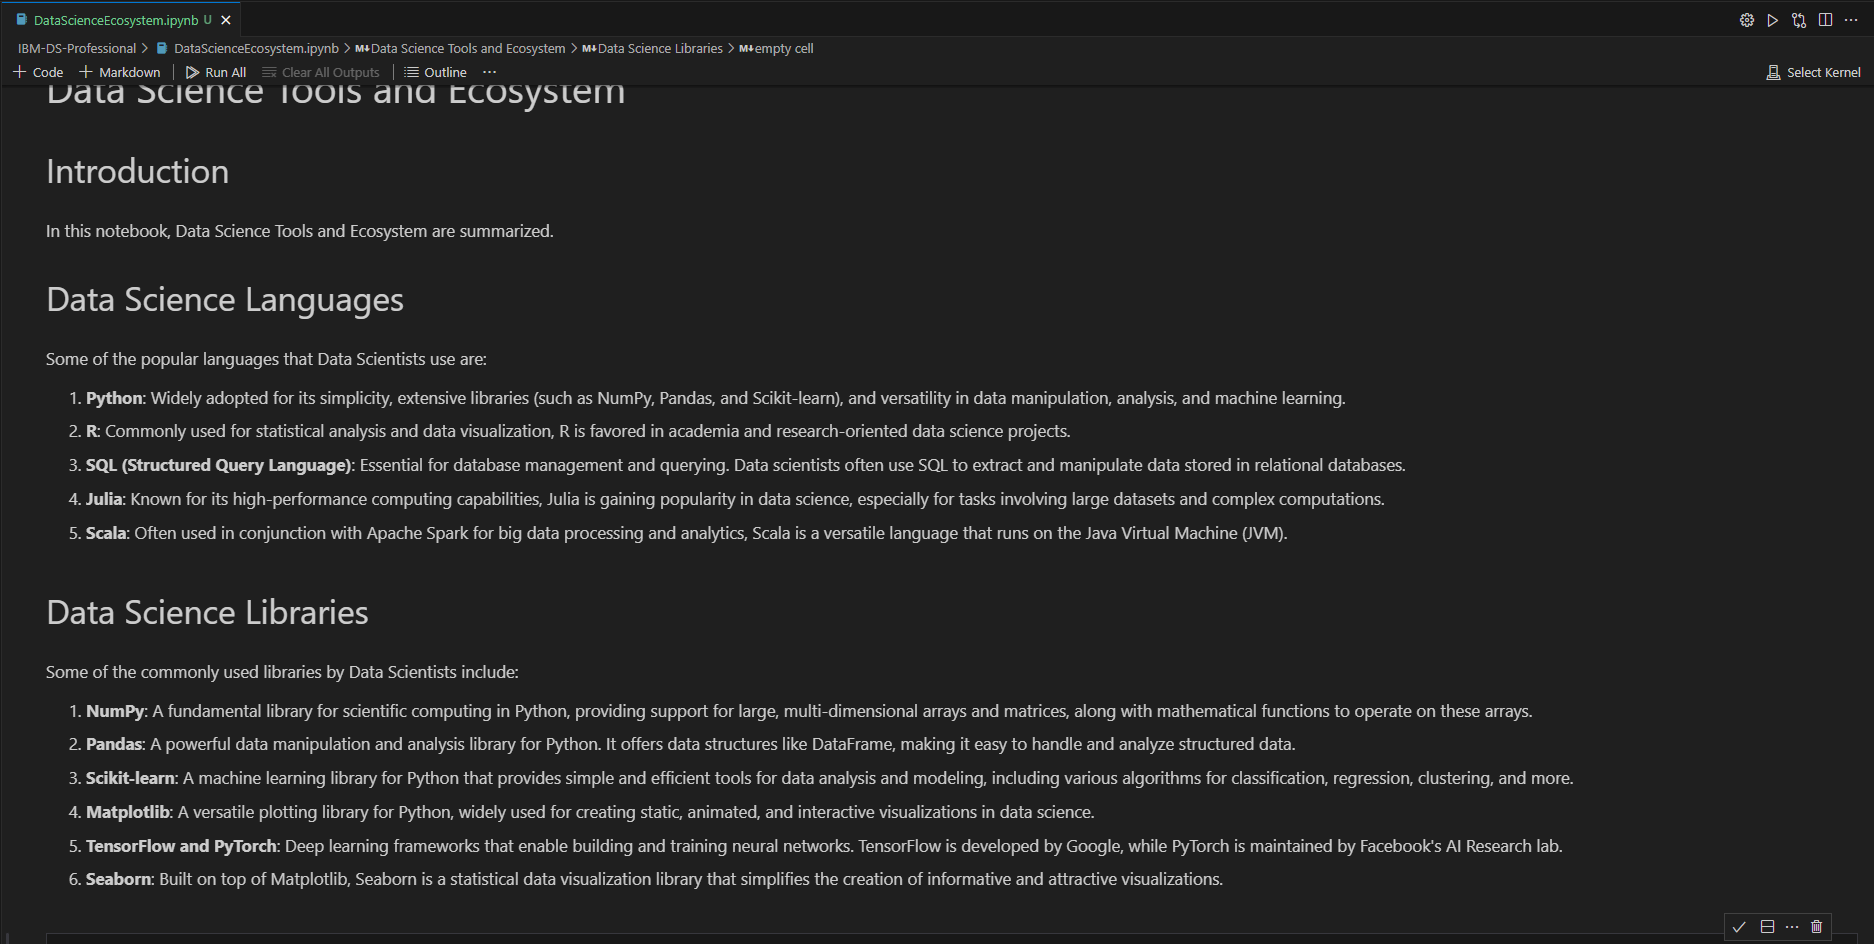 DataScienceEcosystem.ipynb U
IBM-DS-Professional > DataScienceEcosystem.ipynb > M↓Data Science Tools and Ecosystem > M↓Data Science Libraries > M↓empty cell
+ Code + Markdown | Run All Clear All Outputs | Outline ... Select Kernel
Data Science Tools and Ecosystem
Introduction
In this notebook, Data Science Tools and Ecosystem are summarized.
Data Science Languages
Some of the popular languages that Data Scientists use are:
1. Python: Widely adopted for its simplicity, extensive libraries (such as NumPy, Pandas, and Scikit-learn), and versatility in data manipulation, analysis, and machine learning.
2. R: Commonly used for statistical analysis and data visualization, R is favored in academia and research-oriented data science projects.
3. SQL (Structured Query Language): Essential for database management and querying. Data scientists often use SQL to extract and manipulate data stored in relational databases.
4. Julia: Known for its high-performance computing capabilities, Julia is gaining popularity in data science, especially for tasks involving large datasets and complex computations.
5. Scala: Often used in conjunction with Apache Spark for big data processing and analytics, Scala is a versatile language that runs on the Java Virtual Machine (JVM).
Data Science Libraries
Some of the commonly used libraries by Data Scientists include:
1. NumPy: A fundamental library for scientific computing in Python, providing support for large, multi-dimensional arrays and matrices, along with mathematical functions to operate on these arrays.
2. Pandas: A powerful data manipulation and analysis library for Python. It offers data structures like DataFrame, making it easy to handle and analyze structured data.
3. Scikit-learn: A machine learning library for Python that provides simple and efficient tools for data analysis and modeling, including various algorithms for classification, regression, clustering, and more.
4. Matplotlib: A versatile plotting library for Python, widely used for creating static, animated, and interactive visualizations in data science.
5. TensorFlow and PyTorch: Deep learning frameworks that enable building and training neural networks. TensorFlow is developed by Google, while PyTorch is maintained by Facebook's AI Research lab.
6. Seaborn: Built on top of Matplotlib, Seaborn is a statistical data visualization library that simplifies the creation of informative and attractive visualizations.